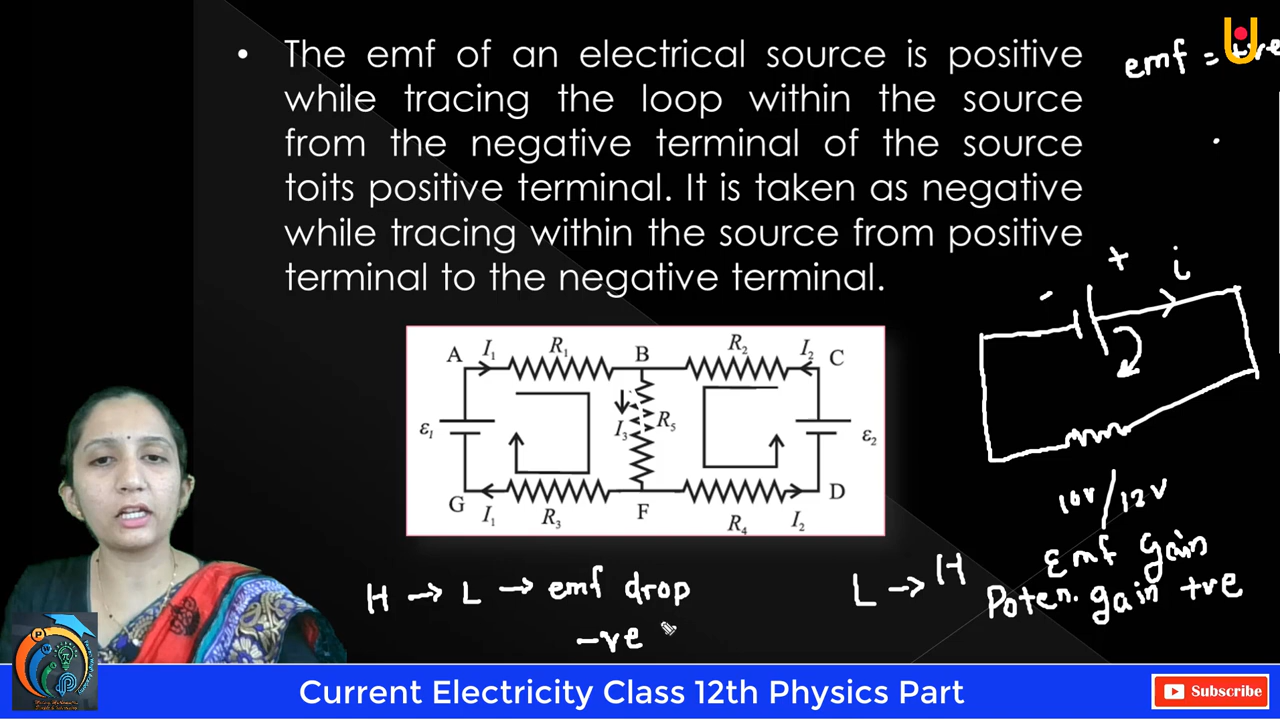 • The emf of an electrical source is positive
while tracing the loop within the source
from the negative terminal of the source
toits positive terminal. It is taken as negative
while tracing within the source from positive
terminal to the negative terminal.
emf = +ve
- + i
A I₁ R₁ B R₂ I₂ C
ε₁ I₃ R₅ ε₂
G I₁ R₃ F R₄ I₂ D
10v/12v
Emf gain
Poten. gain +ve
H → L → emf drop
-ve
L → H
Current Electricity Class 12th Physics Part
Subscribe